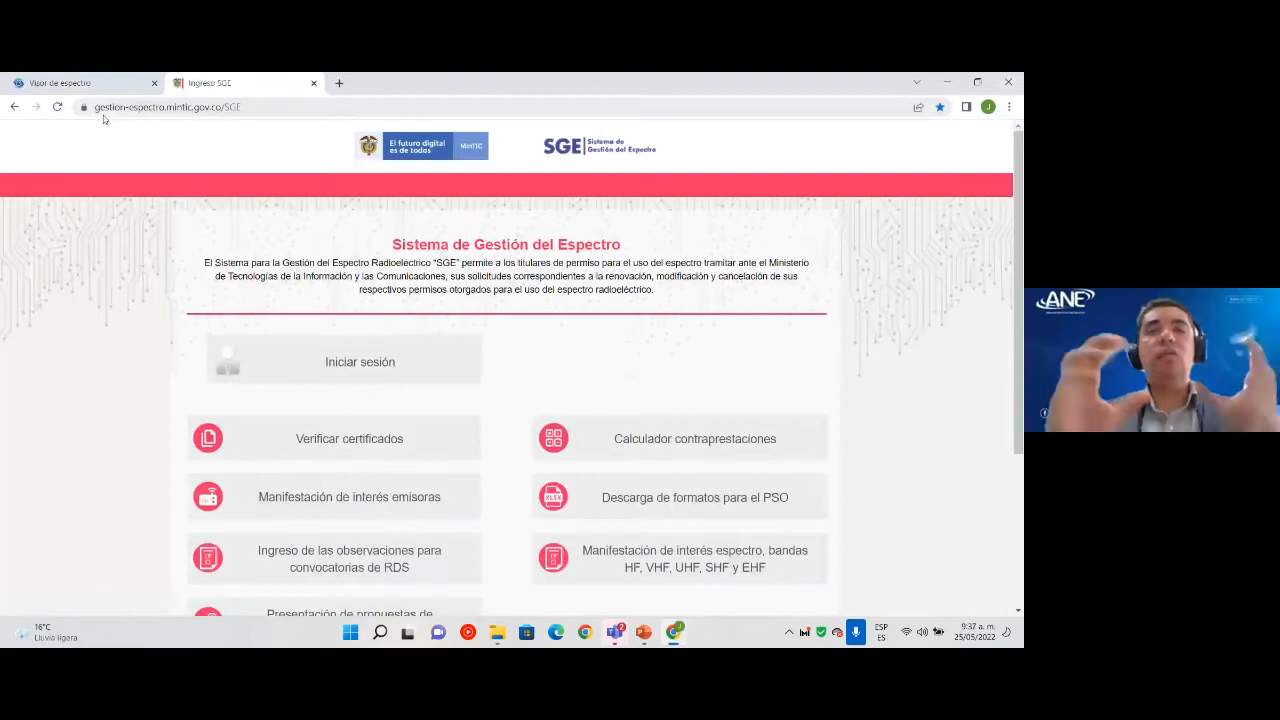 Visor de espectro
Ingreso SGE
gestion-espectro.mintic.gov.co/SGE
J
El futuro digital
es de todos
MinTIC
SGE
Sistema de
Gestión del Espectro
Sistema de Gestión del Espectro
El Sistema para la Gestión del Espectro Radioeléctrico "SGE" permite a los titulares de permiso para el uso del espectro tramitar ante el Ministerio
de Tecnologías de la Información y las Comunicaciones, sus solicitudes correspondientes a la renovación, modificación y cancelación de sus
respectivos permisos otorgados para el uso del espectro radioeléctrico.
Iniciar sesión
Verificar certificados
Calculador contraprestaciones
Manifestación de interés emisoras
XLSX
Descarga de formatos para el PSO
Ingreso de las observaciones para
convocatorias de RDS
Manifestación de interés espectro, bandas
HF, VHF, UHF, SHF y EHF
Presentación de propuestas de
ANE
16°C
Lluvia ligera
2
ESP
ES
9:37 a. m.
25/05/2022